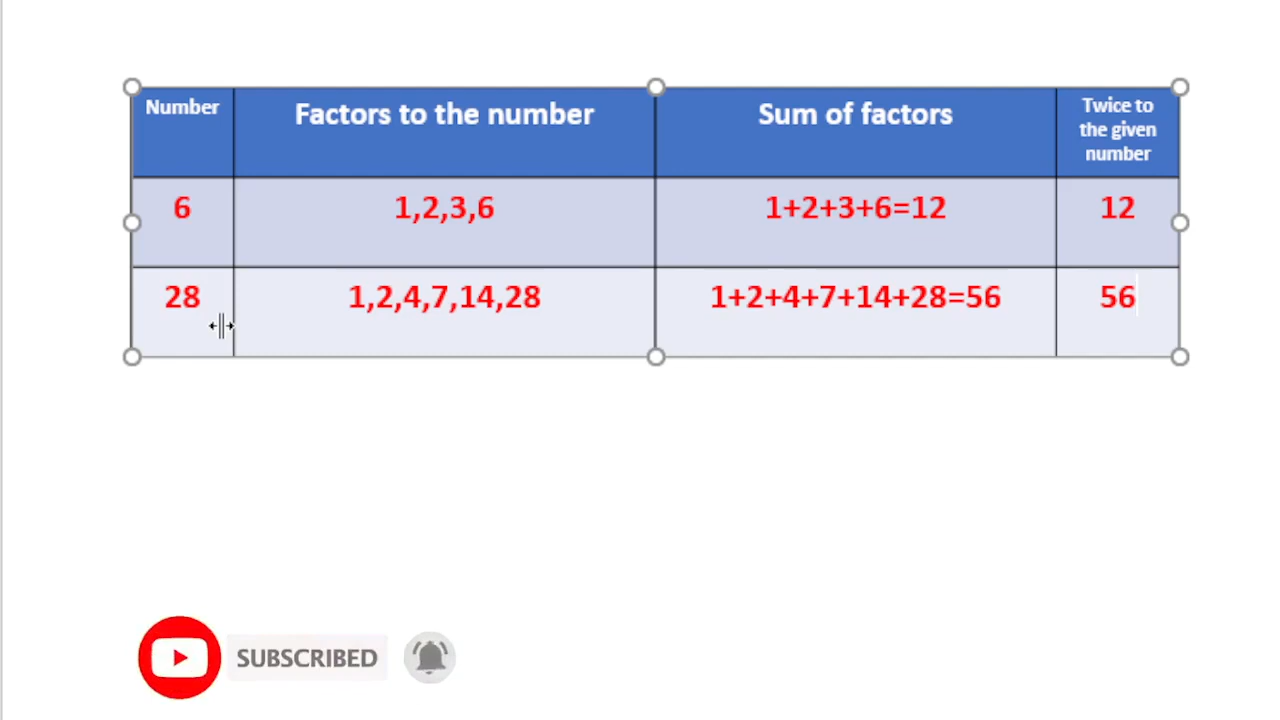 Number
Factors to the number
Sum of factors
Twice to
the given
number
6
1,2,3,6
1+2+3+6=12
12
28
1,2,4,7,14,28
1+2+4+7+14+28=56
56
SUBSCRIBED